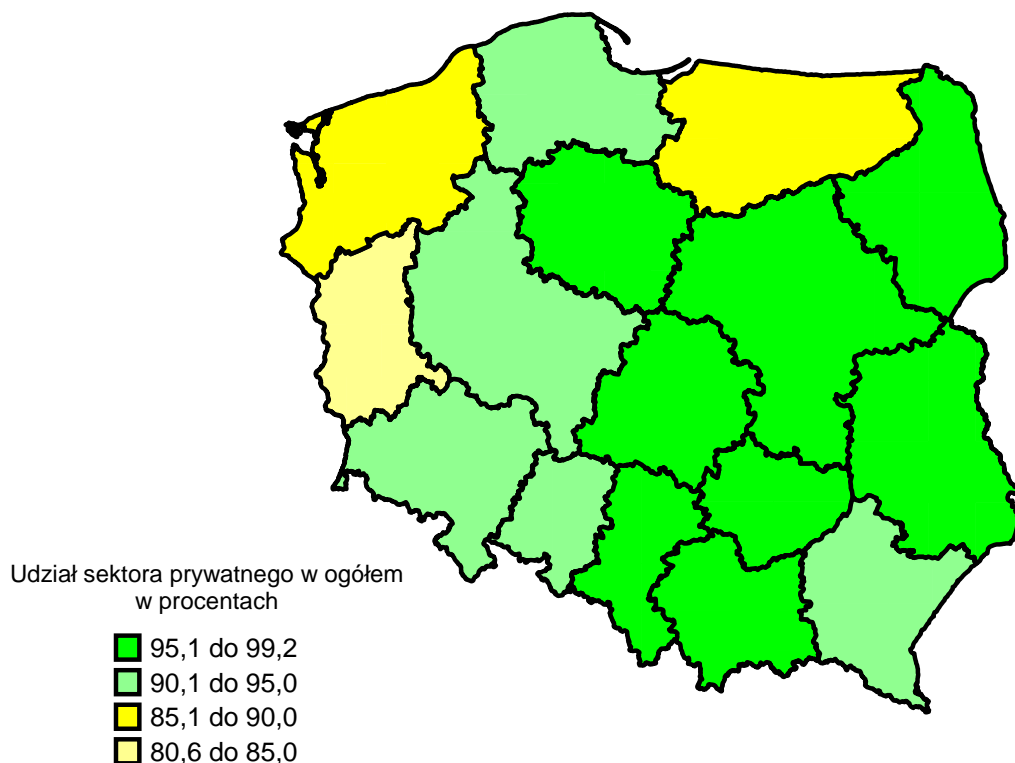 Udział sektora prywatnego w ogółem
w procentach
95,1 do 99,2
90,1 do 95,0
85,1 do 90,0
80,6 do 85,0